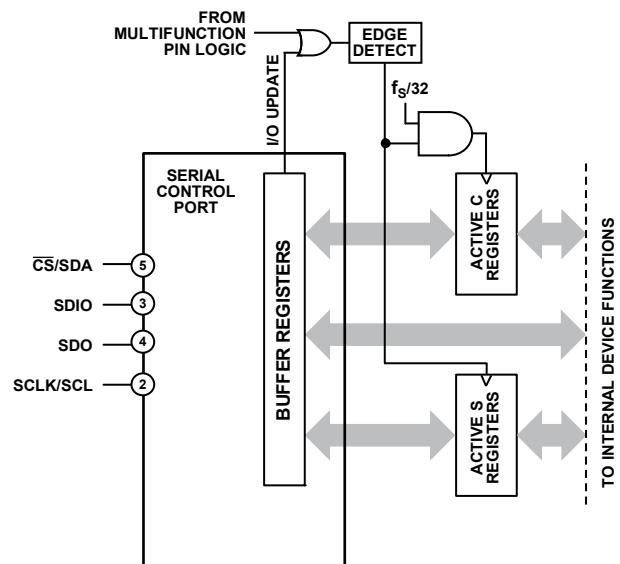 FROM
MULTIFUNCTION
PIN LOGIC
EDGE
DETECT
I/O UPDATE
fS/32
SERIAL
CONTROL
PORT
CS/SDA
5
SDIO
3
SDO
4
SCLK/SCL
2
BUFFER REGISTERS
ACTIVE C
REGISTERS
ACTIVE S
REGISTERS
TO INTERNAL DEVICE FUNCTIONS